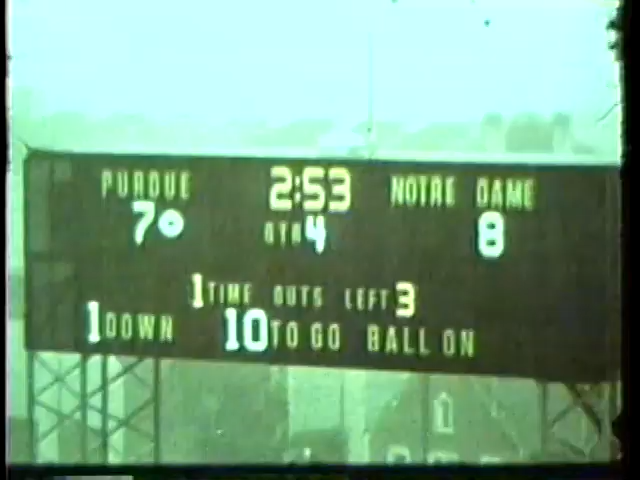 PURDUE 2:53 NOTRE DAME
7 QTR 4 8
1 TIME OUTS LEFT 3
1 DOWN 10 TO GO BALL ON